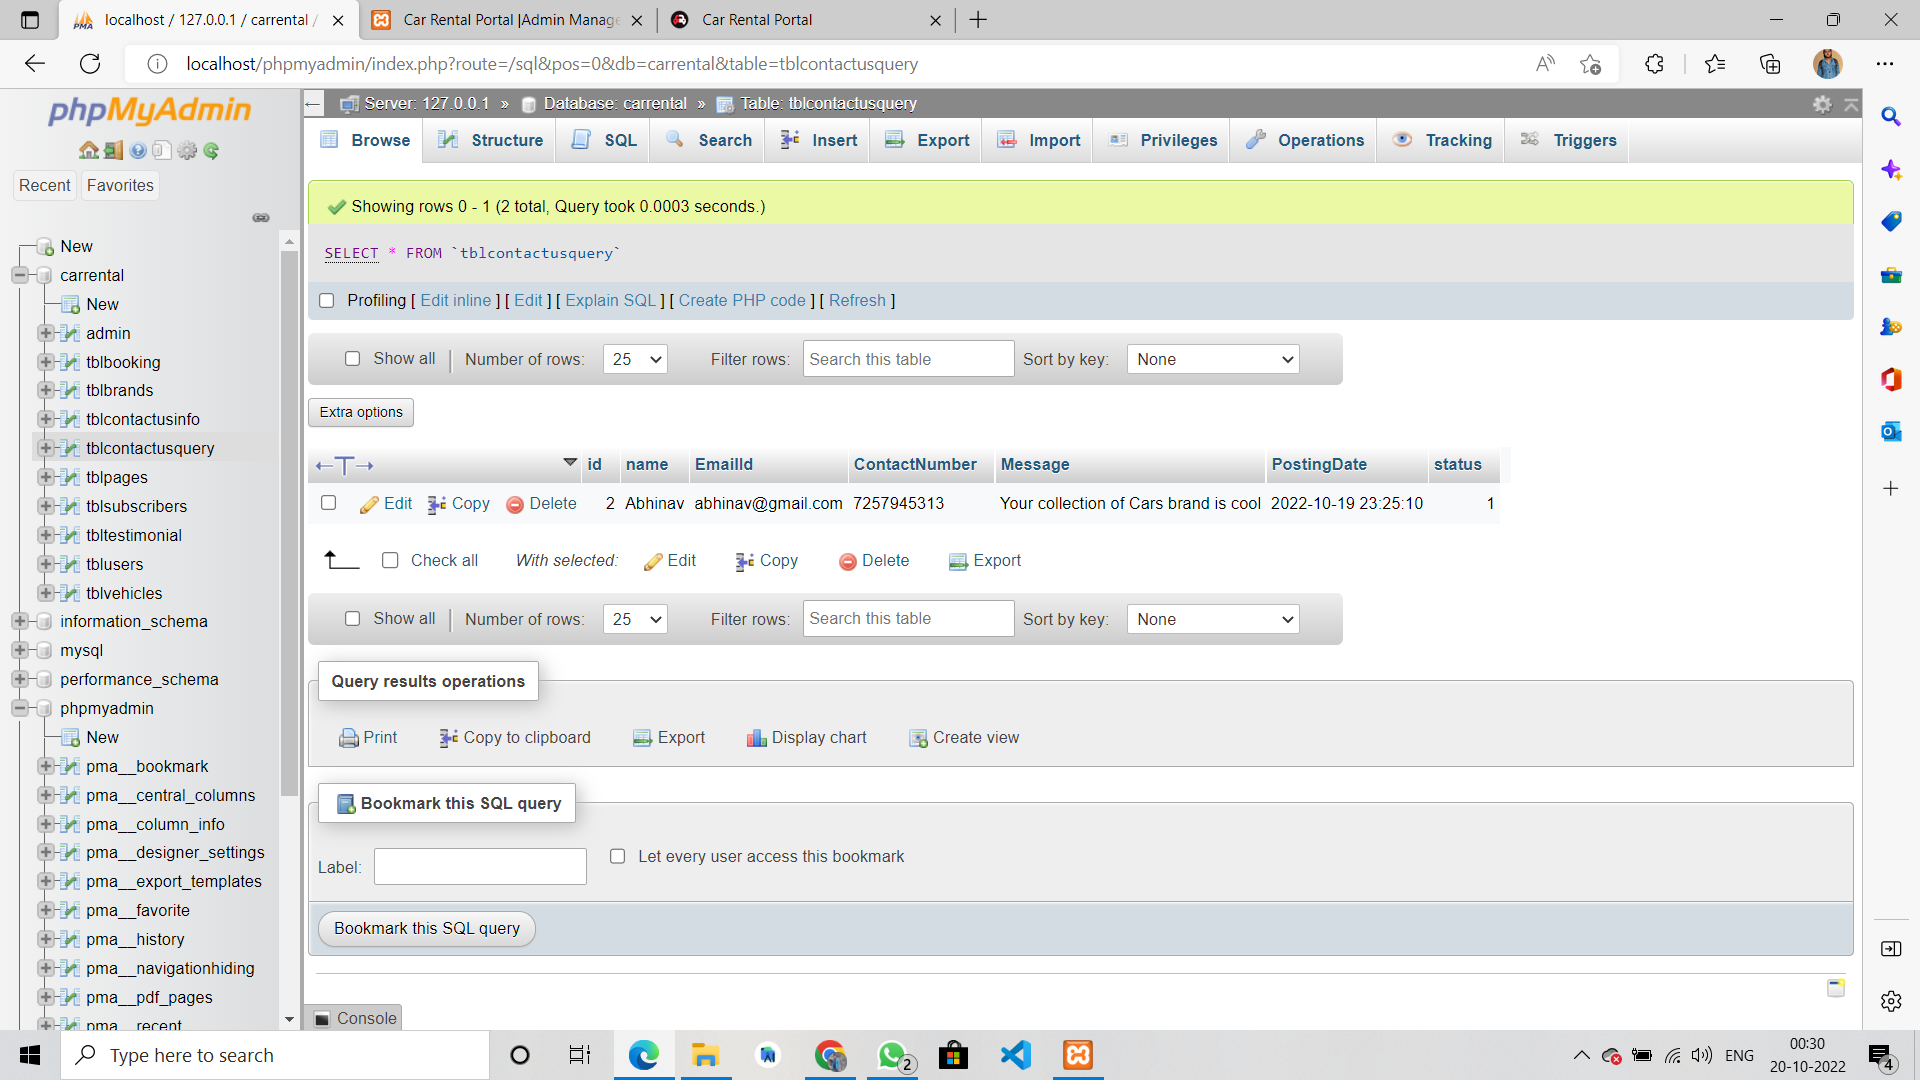 localhost / 127.0.0.1 / carrental /
Car Rental Portal |Admin Manage
Car Rental Portal
localhost/phpmyadmin/index.php?route=/sql&pos=0&db=carrental&table=tblcontactusquery
phpMyAdmin
Recent Favorites
New
carrental
New
admin
tblbooking
tblbrands
tblcontactusinfo
tblcontactusquery
tblpages
tblsubscribers
tbltestimonial
tblusers
tblvehicles
information_schema
mysql
performance_schema
phpmyadmin
New
pma__bookmark
pma__central_columns
pma__column_info
pma__designer_settings
pma__export_templates
pma__favorite
pma__history
pma__navigationhiding
pma__pdf_pages
pma__recent
Server: 127.0.0.1 » Database: carrental » Table: tblcontactusquery
Browse Structure SQL Search Insert Export Import Privileges Operations Tracking Triggers
Showing rows 0 - 1 (2 total, Query took 0.0003 seconds.)
SELECT * FROM `tblcontactusquery`
Profiling [ Edit inline ] [ Edit ] [ Explain SQL ] [ Create PHP code ] [ Refresh ]
Show all | Number of rows: 25 Filter rows: Search this table Sort by key: None
Extra options
←T→ id name EmailId ContactNumber Message PostingDate status
Edit Copy Delete 2 Abhinav abhinav@gmail.com 7257945313 Your collection of Cars brand is cool 2022-10-19 23:25:10 1
Check all With selected: Edit Copy Delete Export
Show all | Number of rows: 25 Filter rows: Search this table Sort by key: None
Query results operations
Print Copy to clipboard Export Display chart Create view
Bookmark this SQL query
Label: Let every user access this bookmark
Bookmark this SQL query
Console
Type here to search
2
ENG
00:30
20-10-2022
4